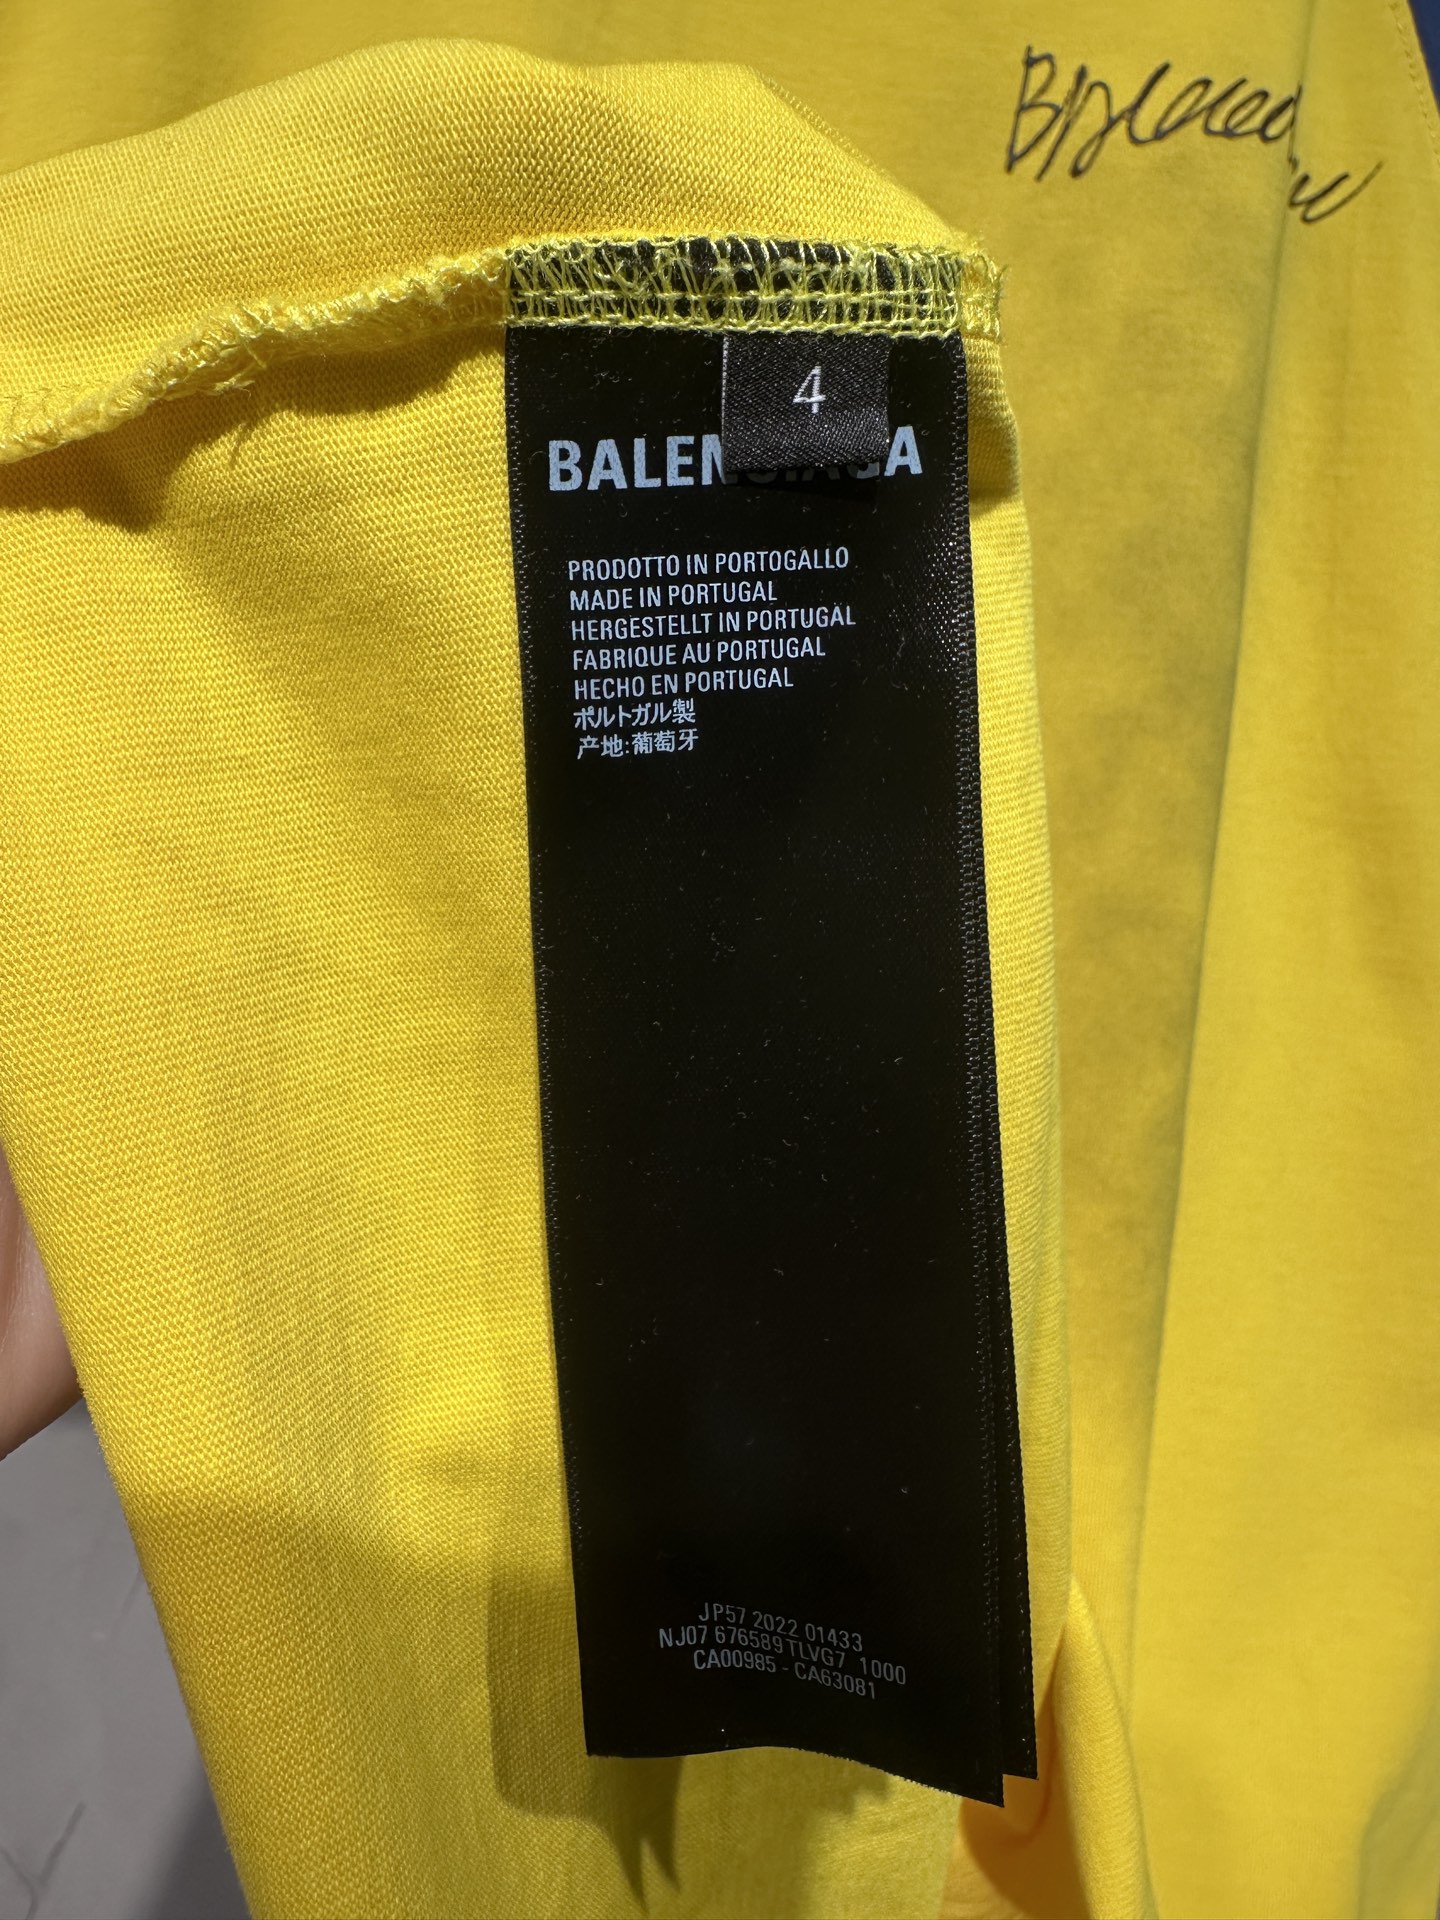 4
BALENCIAGA
PRODOTTO IN PORTOGALLO
MADE IN PORTUGAL
HERGESTELLT IN PORTUGAL
FABRIQUE AU PORTUGAL
HECHO EN PORTUGAL
ポルトガル製
产地:葡萄牙
JP57 2022 01433
NJ07 676589TLVG7 1000
CA00985 - CA63081